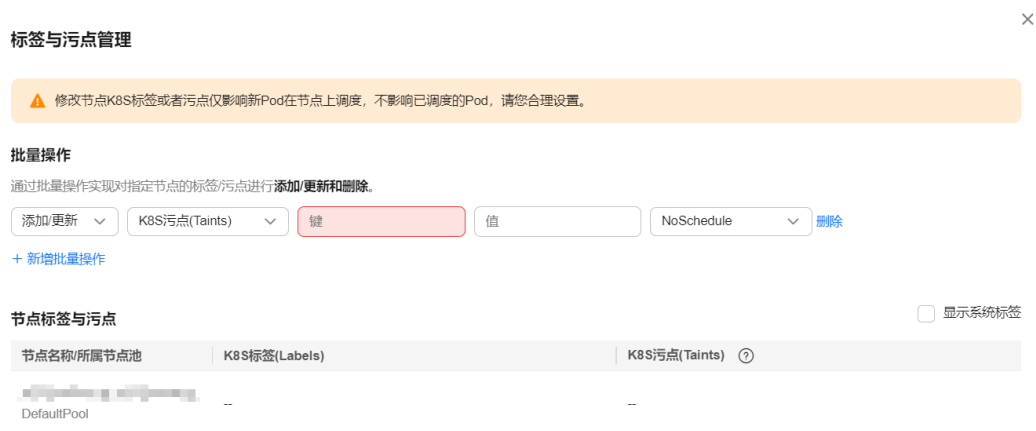 标签与污点管理
修改节点K8S标签或者污点仅影响新Pod在节点上调度，不影响已调度的Pod，请您合理设置。
批量操作
通过批量操作实现对指定节点的标签/污点进行添加/更新和删除。
添加/更新 K8S污点(Taints) 键 值 NoSchedule 删除
+ 新增批量操作
节点标签与污点 显示系统标签
节点名称/所属节点池 K8S标签(Labels) K8S污点(Taints) ?
-- --
DefaultPool